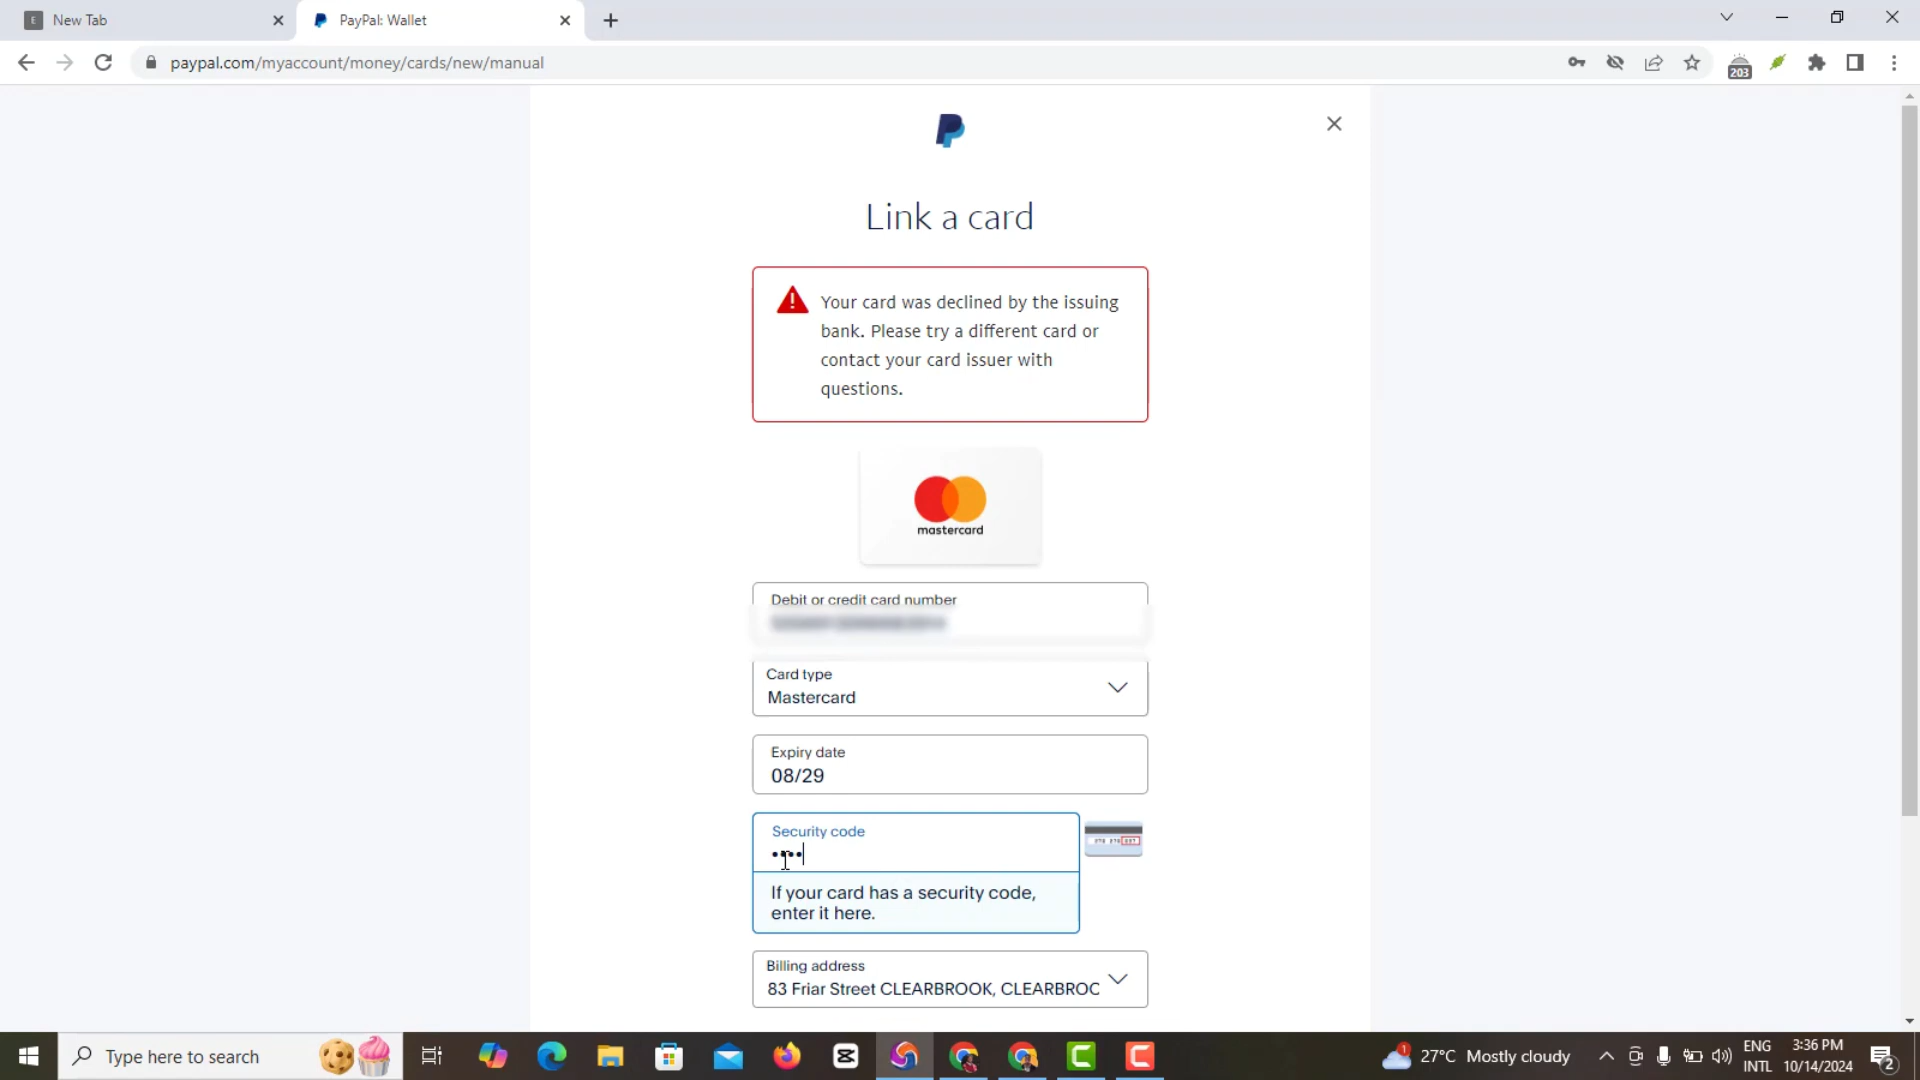 New Tab
PayPal: Wallet
paypal.com/myaccount/money/cards/new/manual
203
Link a card
Your card was declined by the issuing
bank. Please try a different card or
contact your card issuer with
questions.
mastercard
Debit or credit card number
Card type
Mastercard
Expiry date
08/29
Security code
If your card has a security code,
enter it here.
Billing address
83 Friar Street CLEARBROOK, CLEARBROC
Type here to search
1
27°C Mostly cloudy
ENG
INTL
3:36 PM
10/14/2024
2